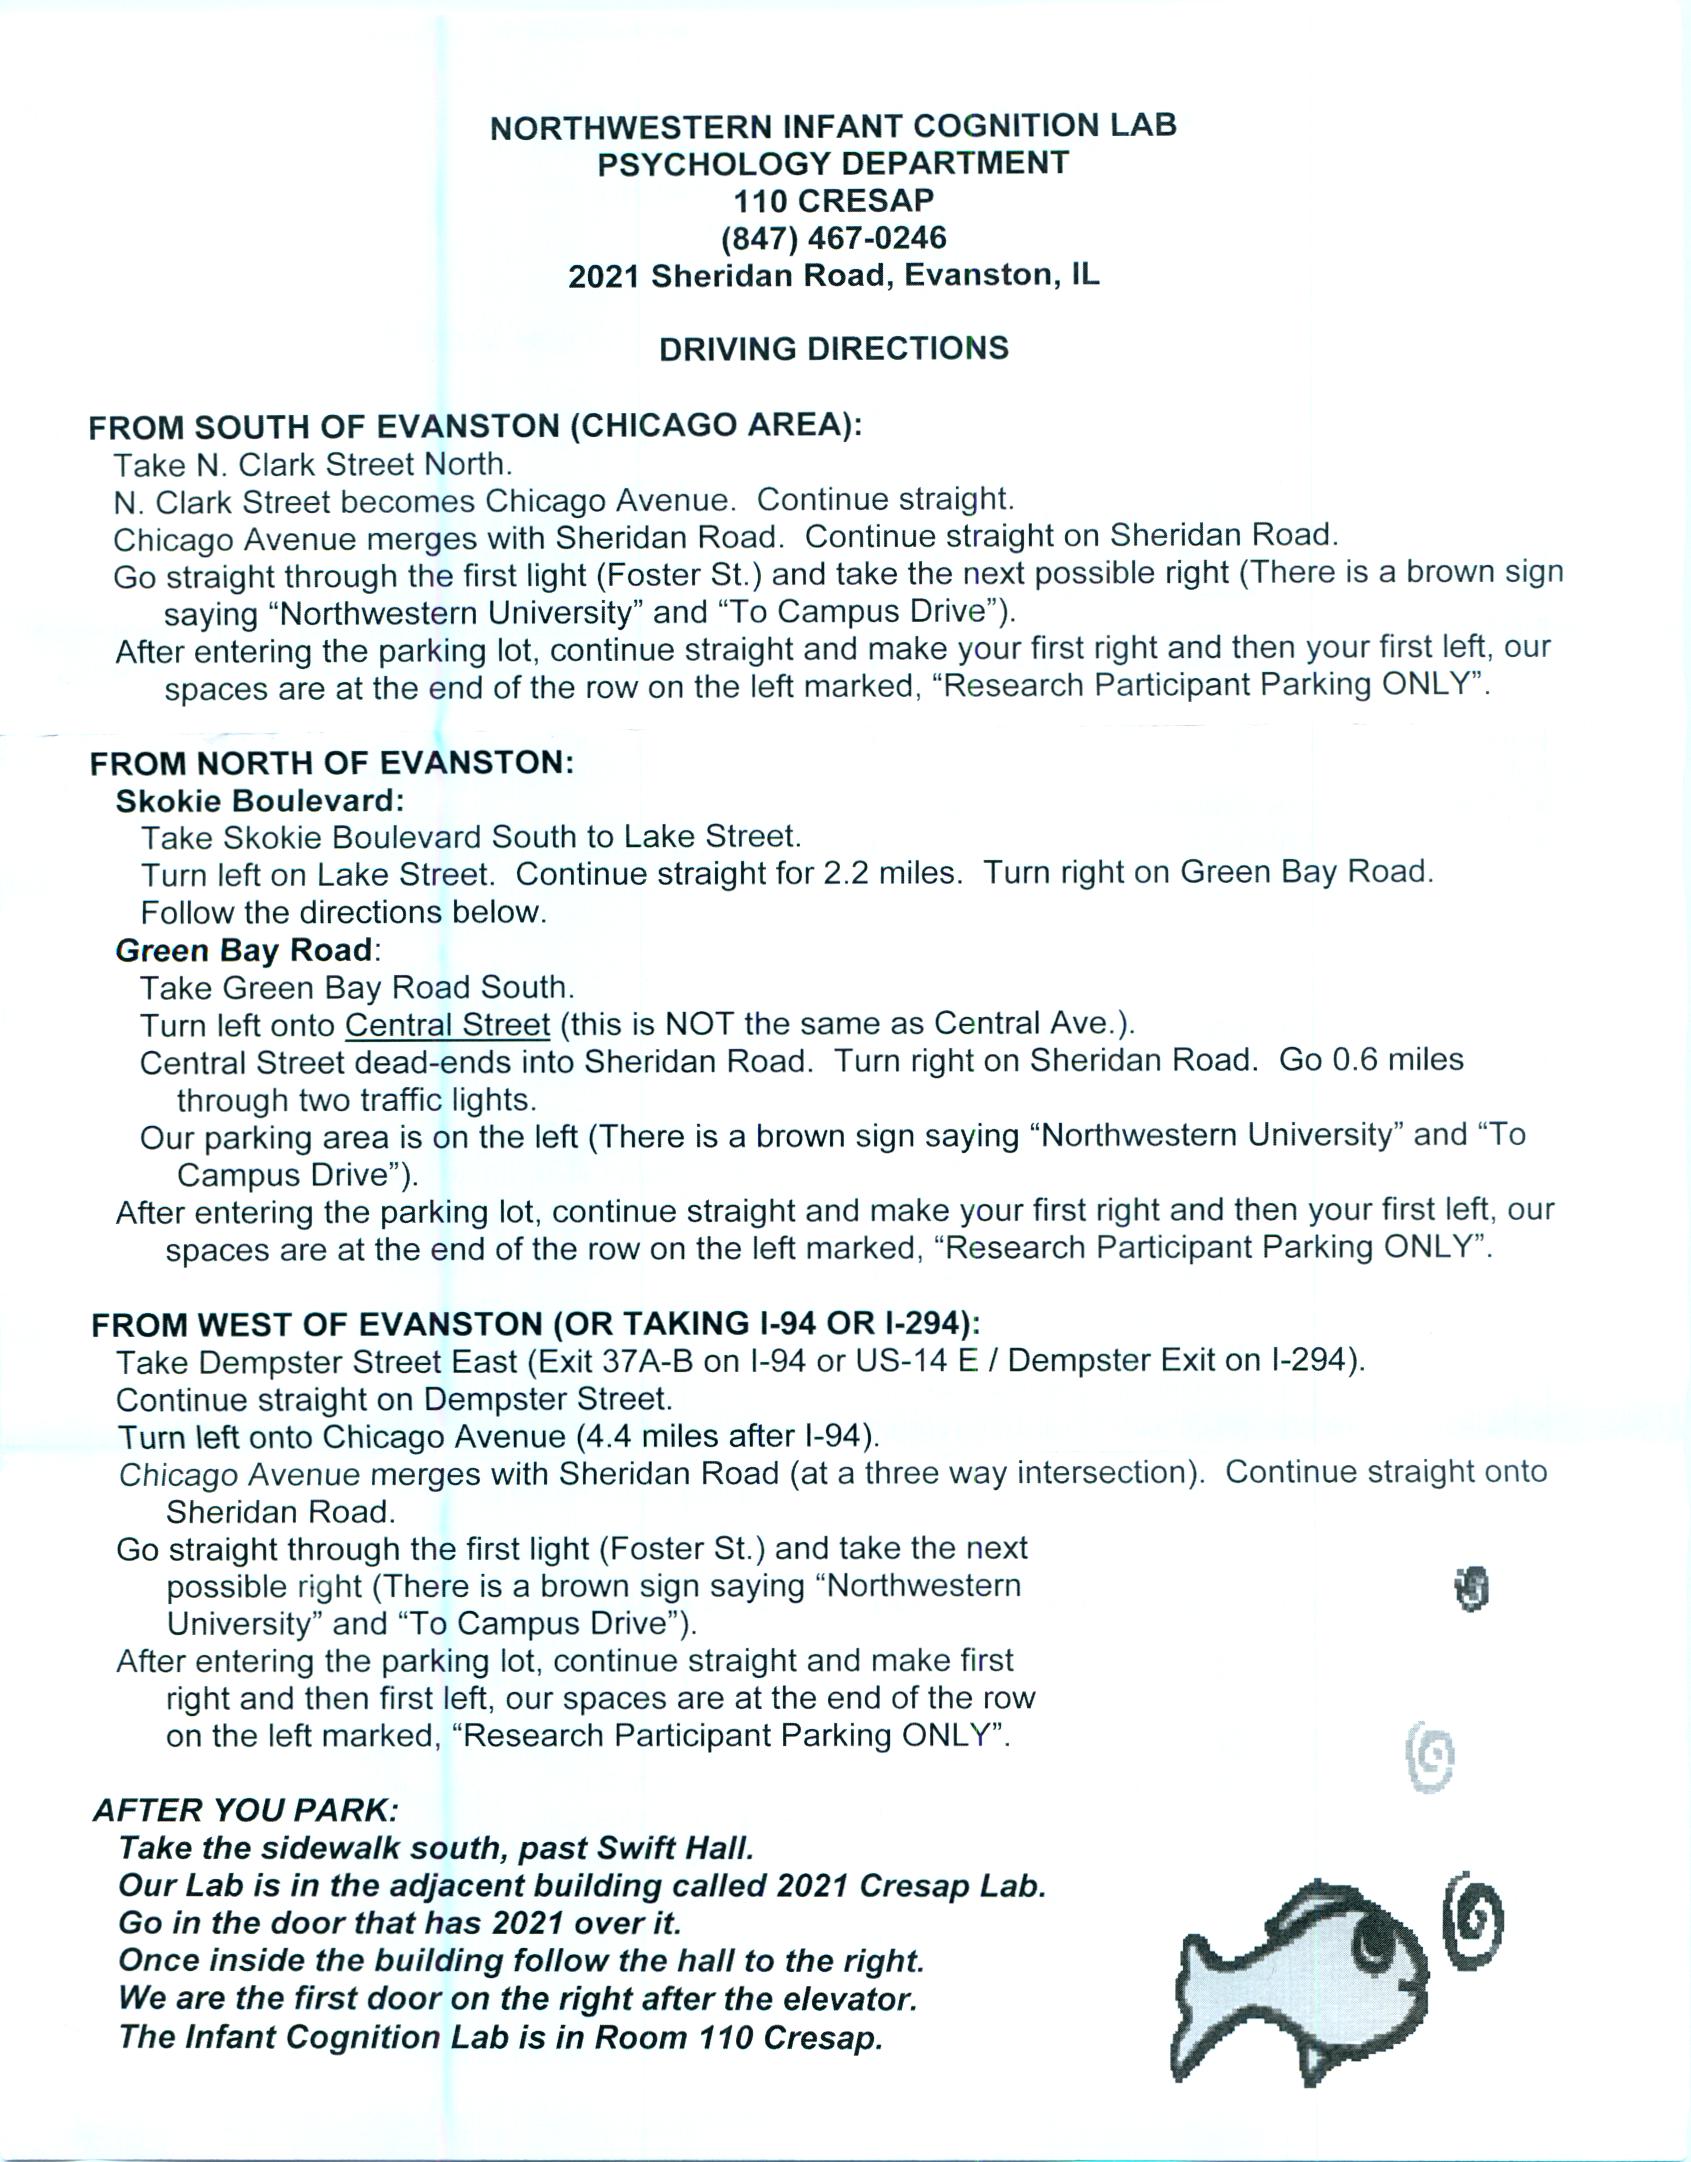 NORTHWESTERN INFANT COGNITION LAB
PSYCHOLOGY DEPARTMENT
110 CRESAP
(847) 467-0246
2021 Sheridan Road, Evanston, IL
DRIVING DIRECTIONS
FROM SOUTH OF EVANSTON (CHICAGO AREA):
Take N. Clark Street North.
N. Clark Street becomes Chicago Avenue.  Continue straight.
Chicago Avenue merges with Sheridan Road.  Continue straight on Sheridan Road.
Go straight through the first light (Foster St.) and take the next possible right (There is a brown sign
saying “Northwestern University” and “To Campus Drive”).
After entering the parking lot, continue straight and make your first right and then your first left, our
spaces are at the end of the row on the left marked, “Research Participant Parking ONLY”.
FROM NORTH OF EVANSTON:
Skokie Boulevard:
Take Skokie Boulevard South to Lake Street.
Turn left on Lake Street.  Continue straight for 2.2 miles.  Turn right on Green Bay Road.
Follow the directions below.
Green Bay Road:
Take Green Bay Road South.
Turn left onto Central Street (this is NOT the same as Central Ave.).
Central Street dead-ends into Sheridan Road.  Turn right on Sheridan Road.  Go 0.6 miles
through two traffic lights.
Our parking area is on the left (There is a brown sign saying “Northwestern University” and “To
Campus Drive”).
After entering the parking lot, continue straight and make your first right and then your first left, our
spaces are at the end of the row on the left marked, “Research Participant Parking ONLY”.
FROM WEST OF EVANSTON (OR TAKING I-94 OR I-294):
Take Dempster Street East (Exit 37A-B on I-94 or US-14 E / Dempster Exit on I-294).
Continue straight on Dempster Street.
Turn left onto Chicago Avenue (4.4 miles after I-94).
Chicago Avenue merges with Sheridan Road (at a three way intersection).  Continue straight onto
Sheridan Road.
Go straight through the first light (Foster St.) and take the next
possible right (There is a brown sign saying “Northwestern
University” and “To Campus Drive”).
After entering the parking lot, continue straight and make first
right and then first left, our spaces are at the end of the row
on the left marked, “Research Participant Parking ONLY”.
AFTER YOU PARK:
Take the sidewalk south, past Swift Hall.
Our Lab is in the adjacent building called 2021 Cresap Lab.
Go in the door that has 2021 over it.
Once inside the building follow the hall to the right.
We are the first door on the right after the elevator.
The Infant Cognition Lab is in Room 110 Cresap.